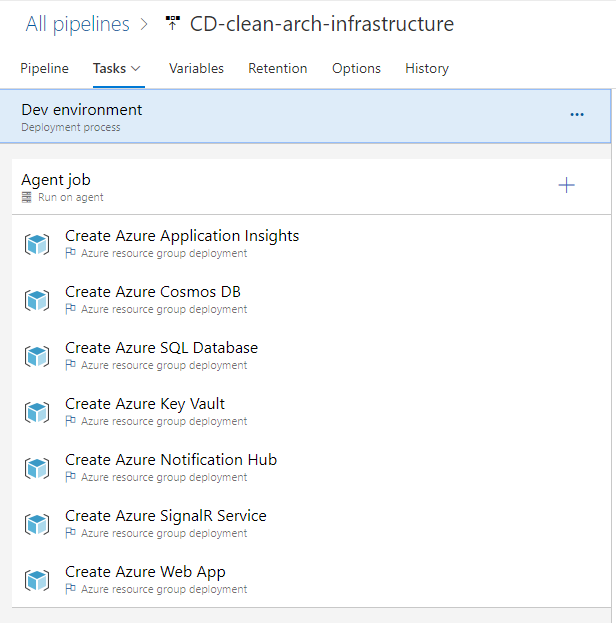 All pipelines > CD-clean-arch-infrastructure
Pipeline Tasks Variables Retention Options History
Dev environment
Deployment process
Agent job
Run on agent
Create Azure Application Insights
Azure resource group deployment
Create Azure Cosmos DB
Azure resource group deployment
Create Azure SQL Database
Azure resource group deployment
Create Azure Key Vault
Azure resource group deployment
Create Azure Notification Hub
Azure resource group deployment
Create Azure SignalR Service
Azure resource group deployment
Create Azure Web App
Azure resource group deployment